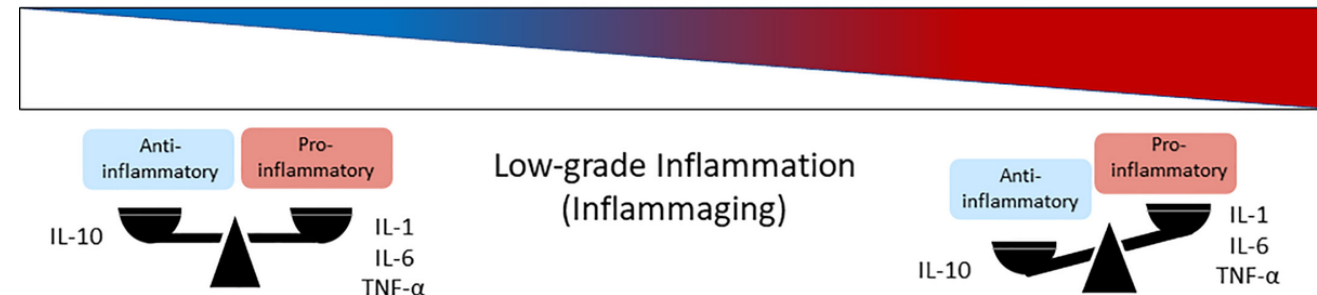 Anti-
inflammatory
Pro-
inflammatory
IL-10
IL-1
IL-6
TNF-α
Low-grade Inflammation
(Inflammaging)
Anti-
inflammatory
Pro-
inflammatory
IL-10
IL-1
IL-6
TNF-α